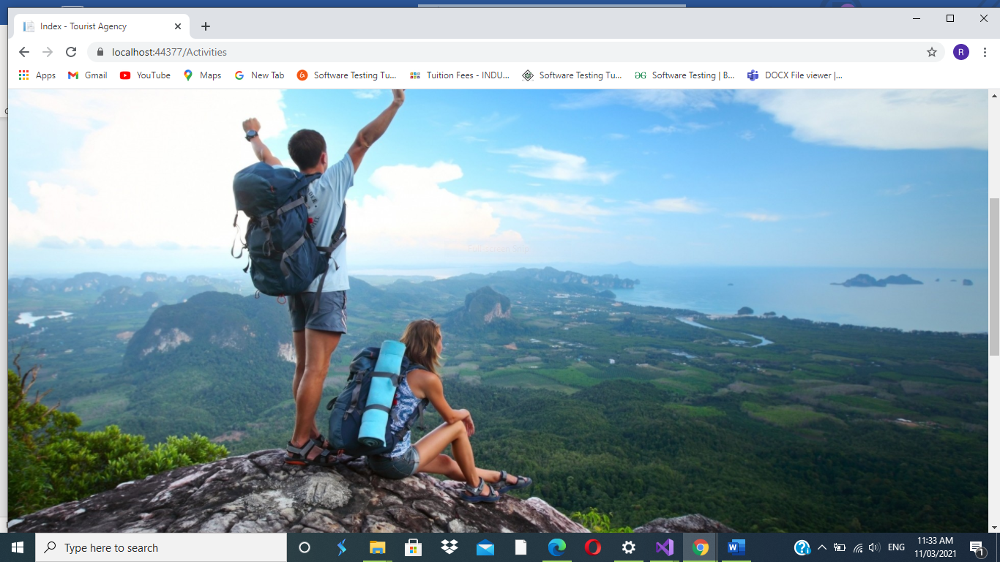 Index - Tourist Agency
localhost:44377/Activities
R
Apps Gmail YouTube Maps New Tab Software Testing Tu... Tuition Fees - INDU... Software Testing Tu... Software Testing | B... DOCX File viewer |...
Type here to search
ENG
11:33 AM
11/03/2021
1